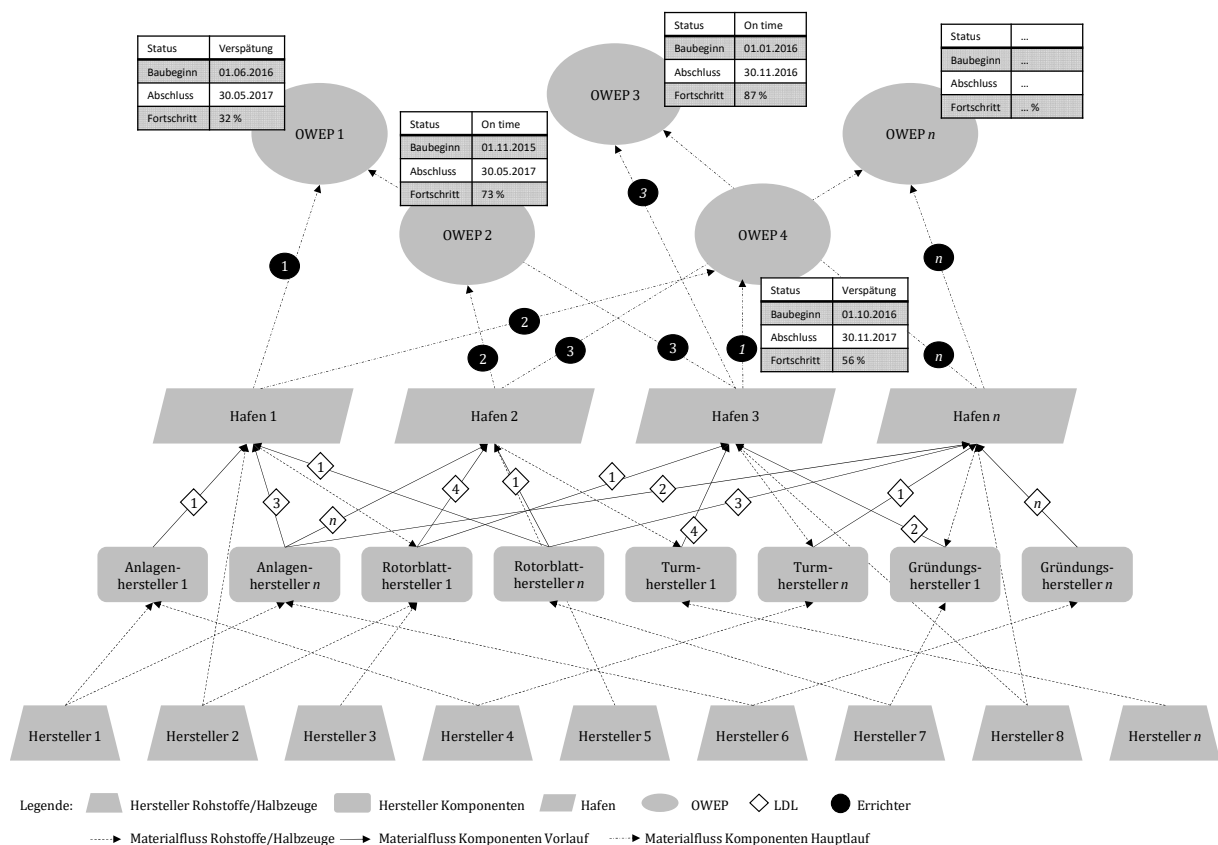 Status Verspätung
Baubeginn 01.06.2016
Abschluss 30.05.2017
Fortschritt 32 %
OWEP 1
Status On time
Baubeginn 01.11.2015
Abschluss 30.05.2017
Fortschritt 73 %
OWEP 2
Status On time
Baubeginn 01.01.2016
Abschluss 30.11.2016
Fortschritt 87 %
OWEP 3
Status ...
Baubeginn ...
Abschluss ...
Fortschritt ... %
OWEP n
OWEP 4
Status Verspätung
Baubeginn 01.10.2016
Abschluss 30.11.2017
Fortschritt 56 %
3
1
n
2
2
3
3
1
n
Hafen 1
Hafen 2
Hafen 3
Hafen n
1
3
1
n
4
1
1
4
3
2
1
2
n
Anlagen-
hersteller 1
Anlagen-
hersteller n
Rotorblatt-
hersteller 1
Rotorblatt-
hersteller n
Turm-
hersteller 1
Turm-
hersteller n
Gründungs-
hersteller 1
Gründungs-
hersteller n
Hersteller 1
Hersteller 2
Hersteller 3
Hersteller 4
Hersteller 5
Hersteller 6
Hersteller 7
Hersteller 8
Hersteller n
Legende: Hersteller Rohstoffe/Halbzeuge Hersteller Komponenten Hafen OWEP LDL Errichter
Materialfluss Rohstoffe/Halbzeuge Materialfluss Komponenten Vorlauf Materialfluss Komponenten Hauptlauf